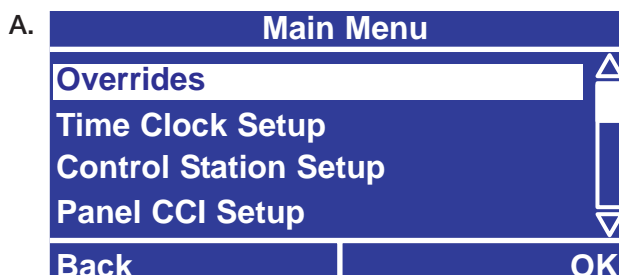 A.
Main Menu
Overrides
Time Clock Setup
Control Station Setup
Panel CCI Setup
Back OK